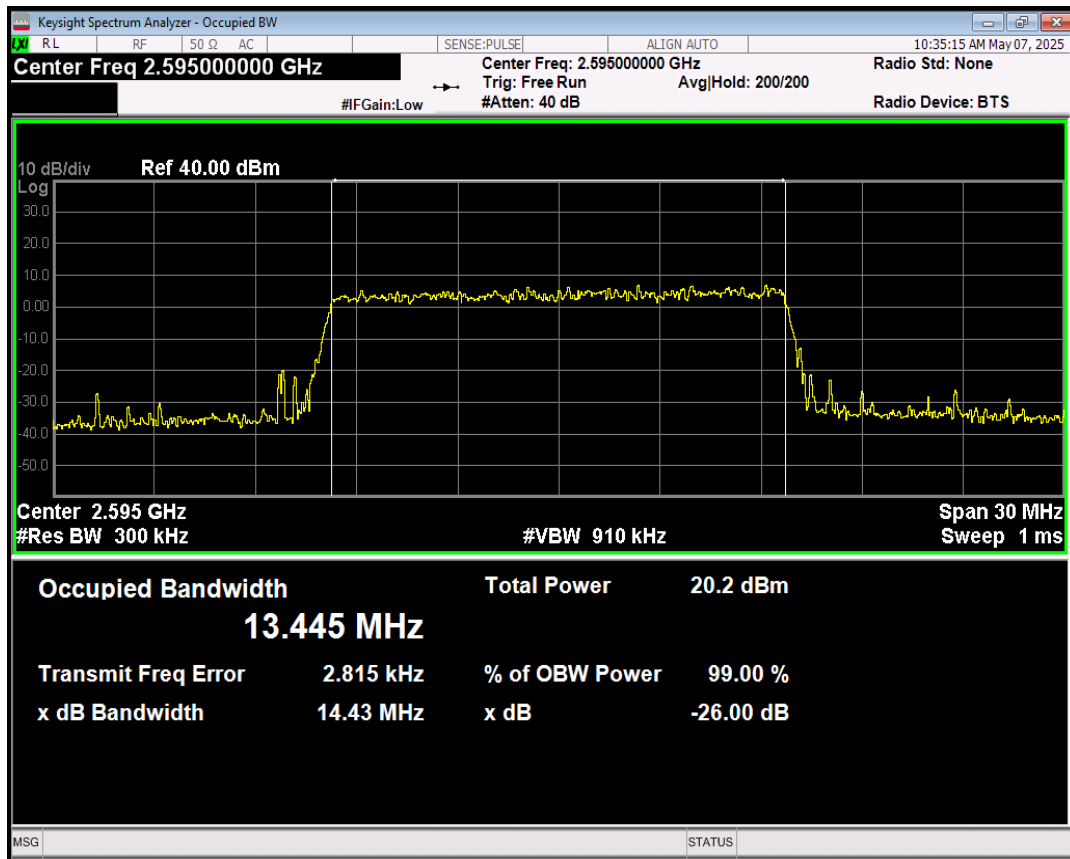 Keysight Spectrum Analyzer - Occupied BW
LXI RL RF 50 Ω AC SENSE:PULSE ALIGN AUTO 10:35:15 AM May 07, 2025
Center Freq 2.595000000 GHz Center Freq: 2.595000000 GHz Radio Std: None
Trig: Free Run Avg|Hold: 200/200
#IFGain:Low #Atten: 40 dB Radio Device: BTS
10 dB/div Ref 40.00 dBm
Log
30.0
20.0
10.0
0.00
-10.0
-20.0
-30.0
-40.0
-50.0
Center 2.595 GHz Span 30 MHz
#Res BW 300 kHz #VBW 910 kHz Sweep 1 ms
Occupied Bandwidth Total Power 20.2 dBm
13.445 MHz
Transmit Freq Error 2.815 kHz % of OBW Power 99.00 %
x dB Bandwidth 14.43 MHz x dB -26.00 dB
MSG STATUS